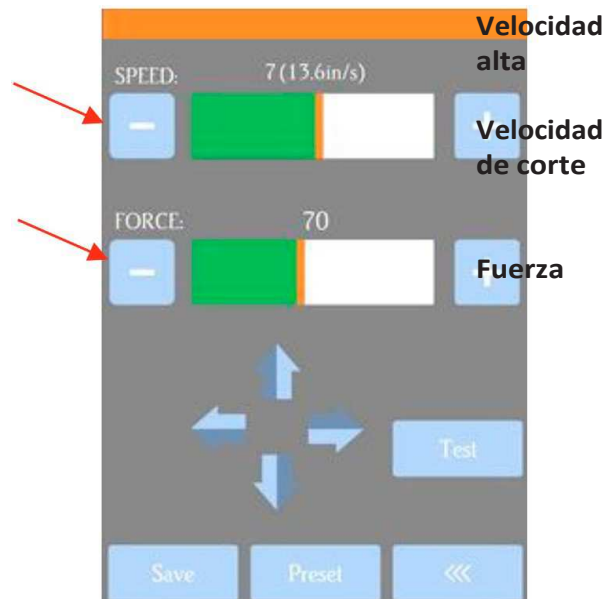 Velocidad
alta
SPEED: 7(13.6in/s)
− +
Velocidad
de corte
FORCE: 70
− +
Fuerza
Test
Save Preset <<<